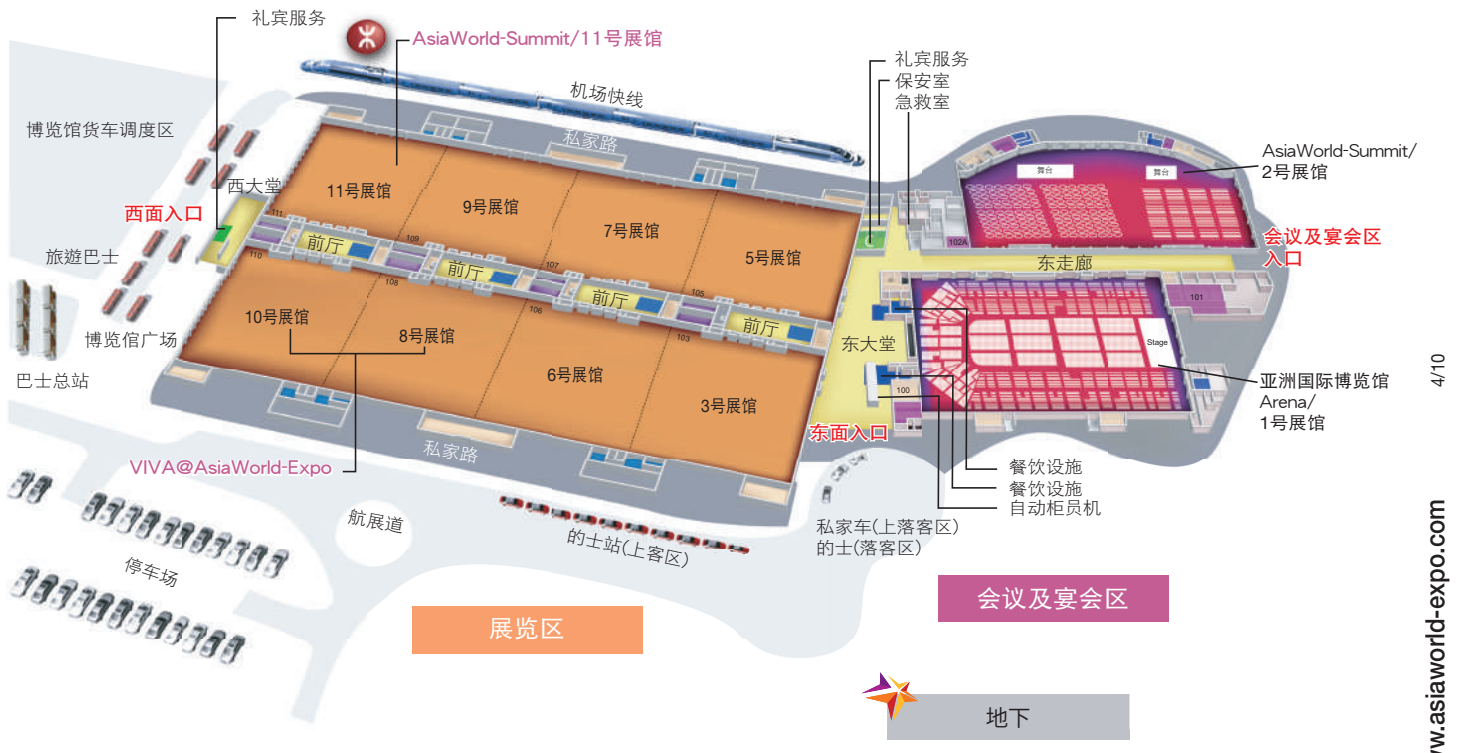 礼宾服务
AsiaWorld-Summit/11号展馆
机场快线
私家路
礼宾服务
保安室
急救室
博览馆货车调度区
西大堂
西面入口
旅遊巴士
博览倌广场
巴士总站
11号展馆
9号展馆
7号展馆
5号展馆
111
109
107
105
前厅
前厅
前厅
前厅
110
108
106
103
10号展馆
8号展馆
6号展馆
3号展馆
VIVA@AsiaWorld-Expo
私家路
舞台
舞台
AsiaWorld-Summit/
2号展馆
102A
会议及宴会区
入口
东走廊
101
东大堂
Stage
100
亚洲国际博览馆
Arena/
1号展馆
东面入口
餐饮设施
餐饮设施
自动柜员机
私家车(上落客区)
的士(落客区)
的士站(上客区)
航展道
停车场
展览区
会议及宴会区
地下
4/10
ww.asiaworld-expo.com